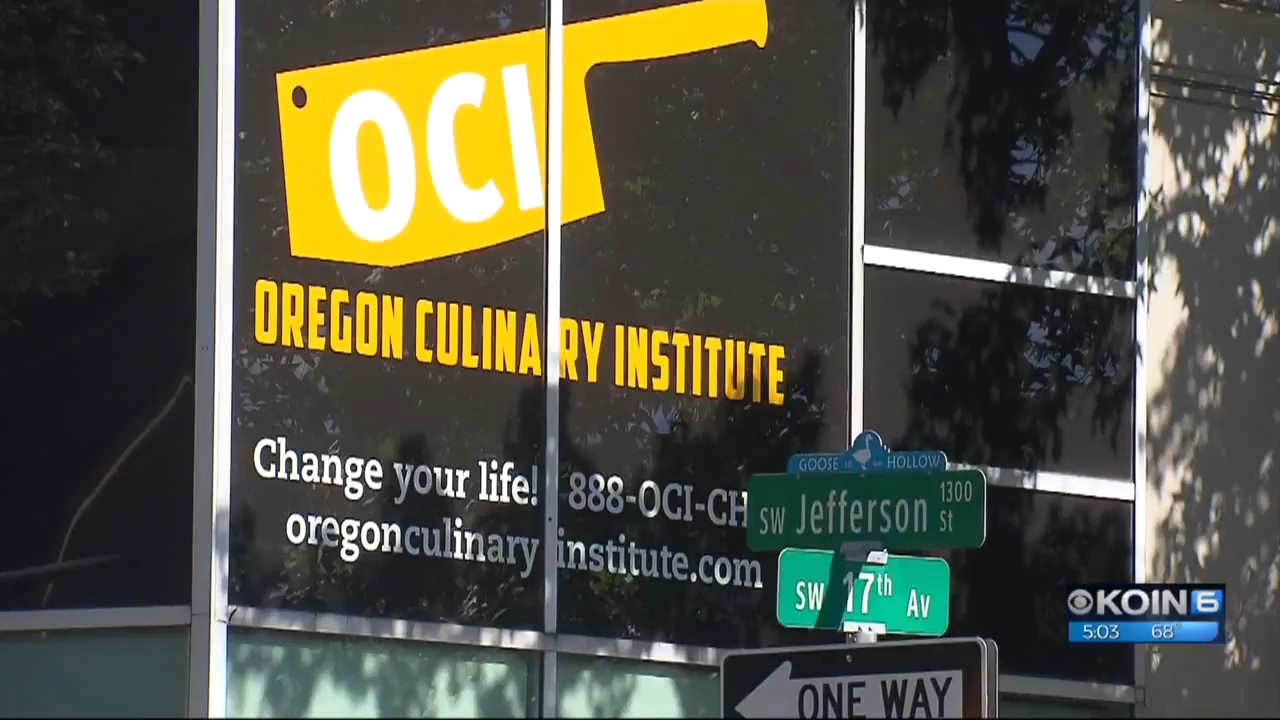 OCI
OREGON CULINARY INSTITUTE
Change your life! 888-OCI-CH
oregonculinaryinstitute.com
GOOSE HOLLOW
SW Jefferson St 1300
SW 17th Av
ONE WAY
KOIN 6
5:03 68°